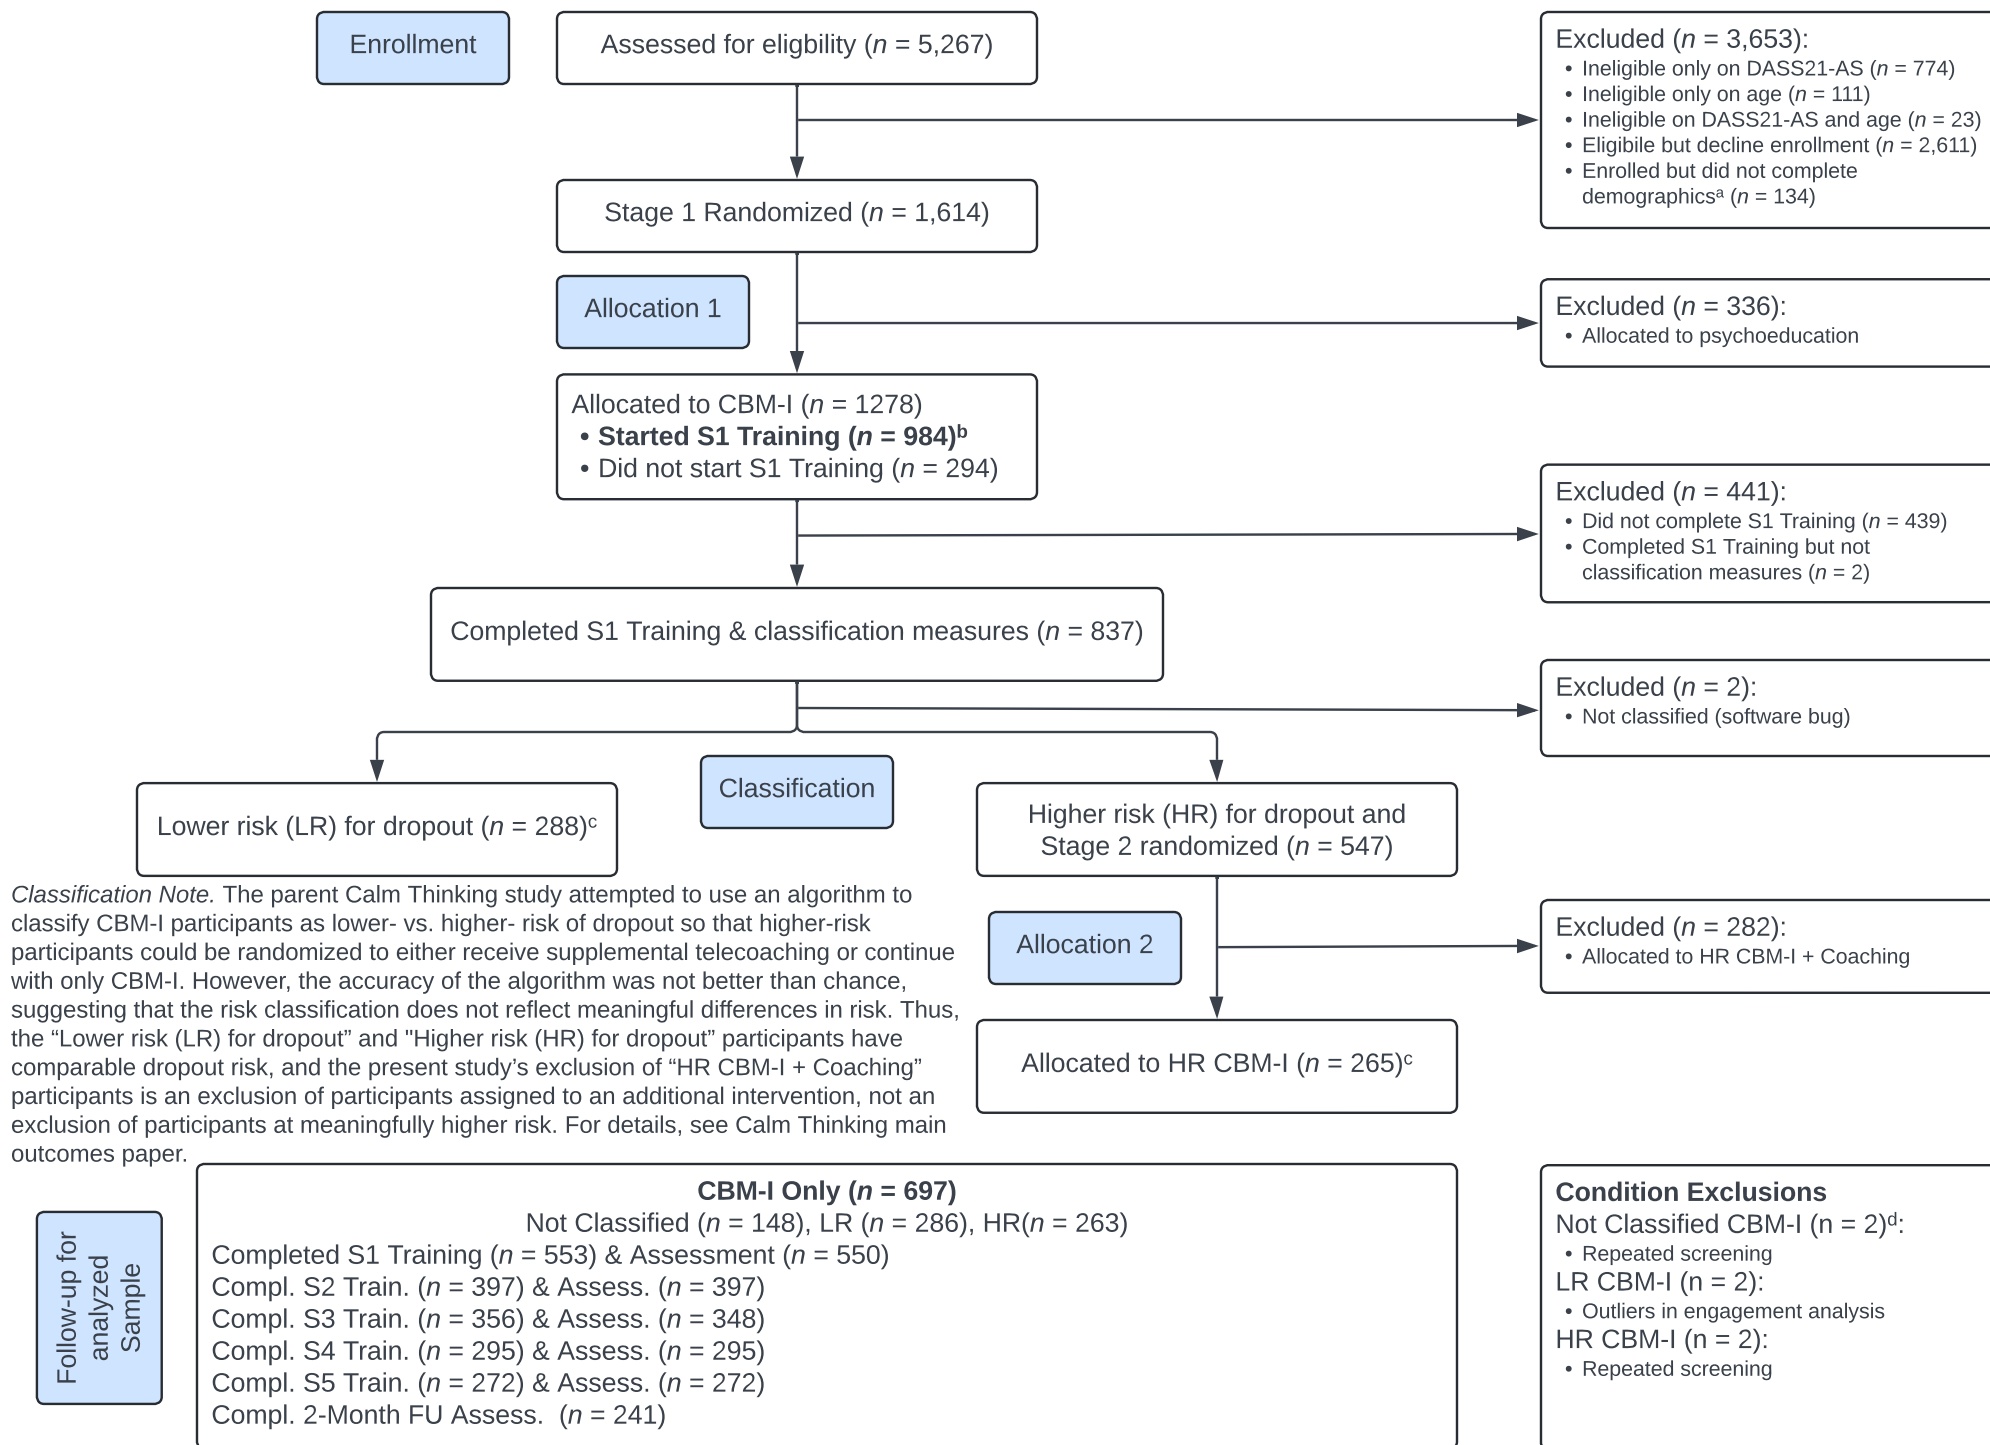 Enrollment
Assessed for eligbility (n = 5,267)
Excluded (n = 3,653):
• Ineligible only on DASS21-AS (n = 774)
• Ineligible only on age (n = 111)
• Ineligible on DASS21-AS and age (n = 23)
• Eligibile but decline enrollment (n = 2,611)
• Enrolled but did not complete
demographicsᵃ (n = 134)
Stage 1 Randomized (n = 1,614)
Allocation 1
Excluded (n = 336):
• Allocated to psychoeducation
Allocated to CBM-I (n = 1278)
• Started S1 Training (n = 984)ᵇ
• Did not start S1 Training (n = 294)
Excluded (n = 441):
• Did not complete S1 Training (n = 439)
• Completed S1 Training but not
classification measures (n = 2)
Completed S1 Training & classification measures (n = 837)
Excluded (n = 2):
• Not classified (software bug)
Classification
Lower risk (LR) for dropout (n = 288)ᶜ
Higher risk (HR) for dropout and
Stage 2 randomized (n = 547)
Classification Note. The parent Calm Thinking study attempted to use an algorithm to
classify CBM-I participants as lower- vs. higher- risk of dropout so that higher-risk
participants could be randomized to either receive supplemental telecoaching or continue
with only CBM-I. However, the accuracy of the algorithm was not better than chance,
suggesting that the risk classification does not reflect meaningful differences in risk. Thus,
the “Lower risk (LR) for dropout” and "Higher risk (HR) for dropout” participants have
comparable dropout risk, and the present study’s exclusion of “HR CBM-I + Coaching”
participants is an exclusion of participants assigned to an additional intervention, not an
exclusion of participants at meaningfully higher risk. For details, see Calm Thinking main
outcomes paper.
Allocation 2
Excluded (n = 282):
• Allocated to HR CBM-I + Coaching
Allocated to HR CBM-I (n = 265)ᶜ
Follow-up for
analyzed
Sample
CBM-I Only (n = 697)
Not Classified (n = 148), LR (n = 286), HR(n = 263)
Completed S1 Training (n = 553) & Assessment (n = 550)
Compl. S2 Train. (n = 397) & Assess. (n = 397)
Compl. S3 Train. (n = 356) & Assess. (n = 348)
Compl. S4 Train. (n = 295) & Assess. (n = 295)
Compl. S5 Train. (n = 272) & Assess. (n = 272)
Compl. 2-Month FU Assess. (n = 241)
Condition Exclusions
Not Classified CBM-I (n = 2)ᵈ:
• Repeated screening
LR CBM-I (n = 2):
• Outliers in engagement analysis
HR CBM-I (n = 2):
• Repeated screening